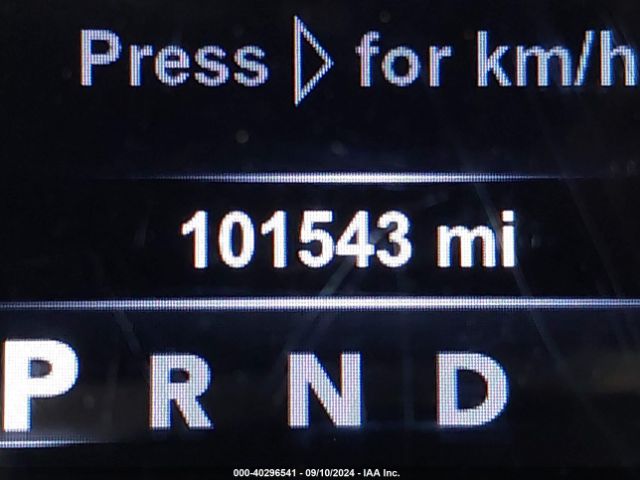 Press ▷ for km/h
101543 mi
P R N D
000-40296541 - 09/10/2024 - IAA Inc.